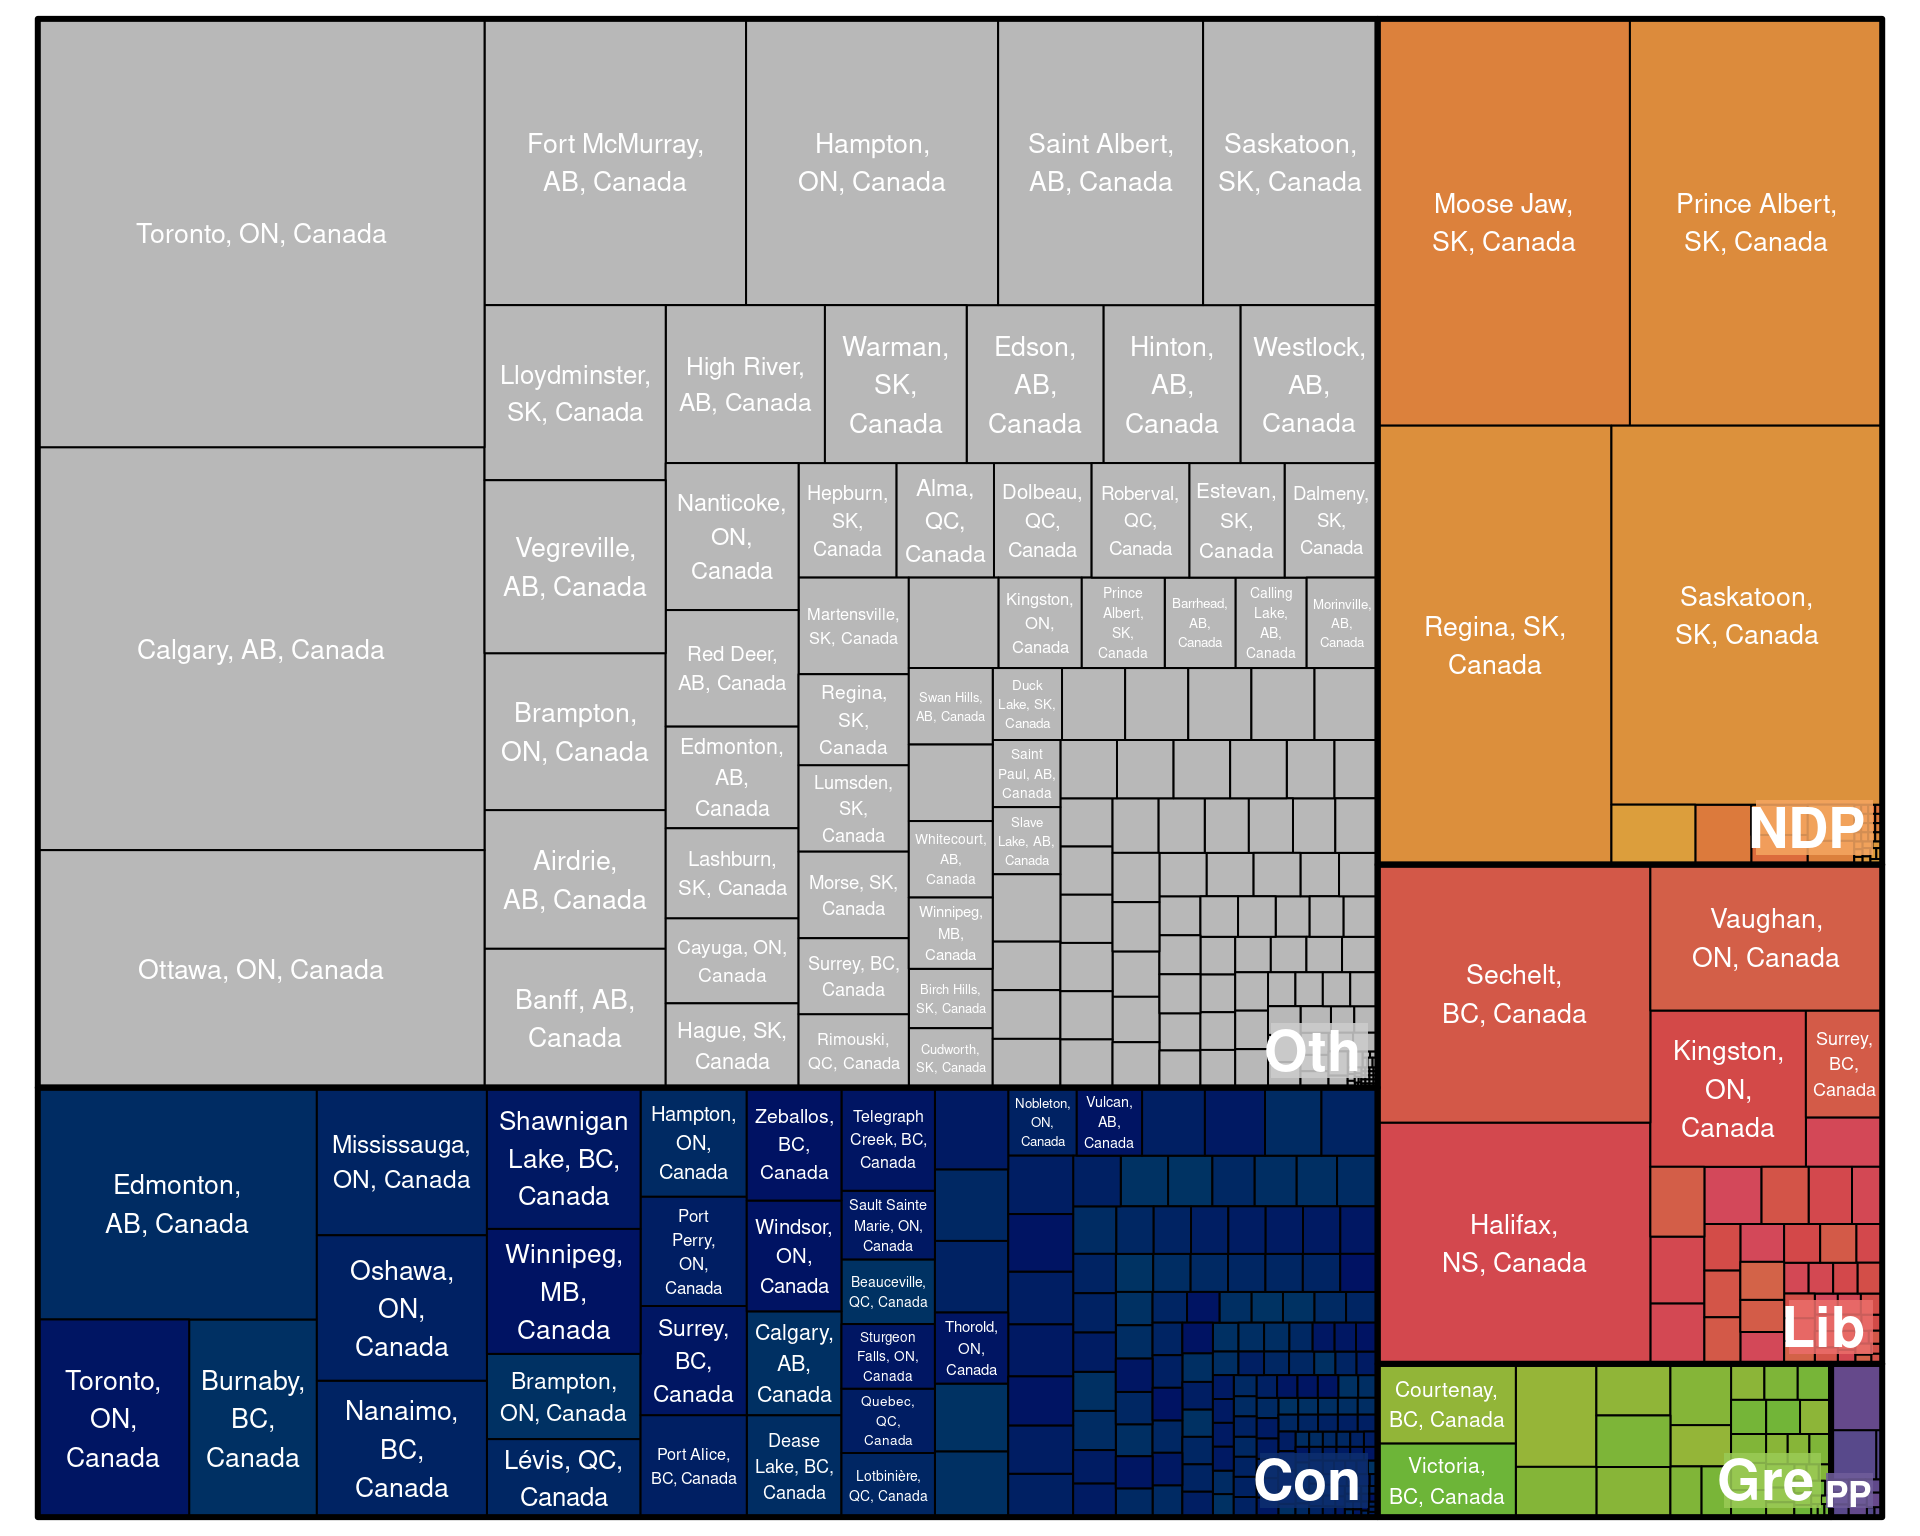 Toronto, ON, Canada
Calgary, AB, Canada
Ottawa, ON, Canada
Fort McMurray,
AB, Canada
Hampton,
ON, Canada
Saint Albert,
AB, Canada
Saskatoon,
SK, Canada
Lloydminster,
SK, Canada
High River,
AB, Canada
Warman,
SK,
Canada
Edson,
AB,
Canada
Hinton,
AB,
Canada
Westlock,
AB,
Canada
Vegreville,
AB, Canada
Brampton,
ON, Canada
Airdrie,
AB, Canada
Banff, AB,
Canada
Nanticoke,
ON,
Canada
Red Deer,
AB, Canada
Edmonton,
AB,
Canada
Lashburn,
SK, Canada
Cayuga, ON,
Canada
Hague, SK,
Canada
Hepburn,
SK,
Canada
Alma,
QC,
Canada
Dolbeau,
QC,
Canada
Roberval,
QC,
Canada
Estevan,
SK,
Canada
Dalmeny,
SK,
Canada
Martensville,
SK, Canada
Regina,
SK,
Canada
Lumsden,
SK,
Canada
Morse, SK,
Canada
Surrey, BC,
Canada
Rimouski,
QC, Canada
Kingston,
ON,
Canada
Prince
Albert,
SK,
Canada
Barrhead,
AB,
Canada
Calling
Lake,
AB,
Canada
Morinville,
AB,
Canada
Swan Hills,
AB, Canada
Whitecourt,
AB,
Canada
Winnipeg,
MB,
Canada
Birch Hills,
SK, Canada
Cudworth,
SK, Canada
Duck
Lake, SK,
Canada
Saint
Paul, AB,
Canada
Slave
Lake, AB,
Canada
Oth
Moose Jaw,
SK, Canada
Prince Albert,
SK, Canada
Regina, SK,
Canada
Saskatoon,
SK, Canada
NDP
Sechelt,
BC, Canada
Halifax,
NS, Canada
Vaughan,
ON, Canada
Kingston,
ON,
Canada
Surrey,
BC,
Canada
Lib
Edmonton,
AB, Canada
Toronto,
ON,
Canada
Burnaby,
BC,
Canada
Mississauga,
ON, Canada
Oshawa,
ON,
Canada
Nanaimo,
BC,
Canada
Shawnigan
Lake, BC,
Canada
Winnipeg,
MB,
Canada
Brampton,
ON, Canada
Lévis, QC,
Canada
Hampton,
ON,
Canada
Port
Perry,
ON,
Canada
Surrey,
BC,
Canada
Port Alice,
BC, Canada
Zeballos,
BC,
Canada
Windsor,
ON,
Canada
Calgary,
AB,
Canada
Dease
Lake, BC,
Canada
Telegraph
Creek, BC,
Canada
Sault Sainte
Marie, ON,
Canada
Beauceville,
QC, Canada
Sturgeon
Falls, ON,
Canada
Quebec,
QC,
Canada
Lotbinière,
QC, Canada
Thorold,
ON,
Canada
Nobleton,
ON,
Canada
Vulcan,
AB,
Canada
Con
Courtenay,
BC, Canada
Victoria,
BC, Canada
Gre
PP